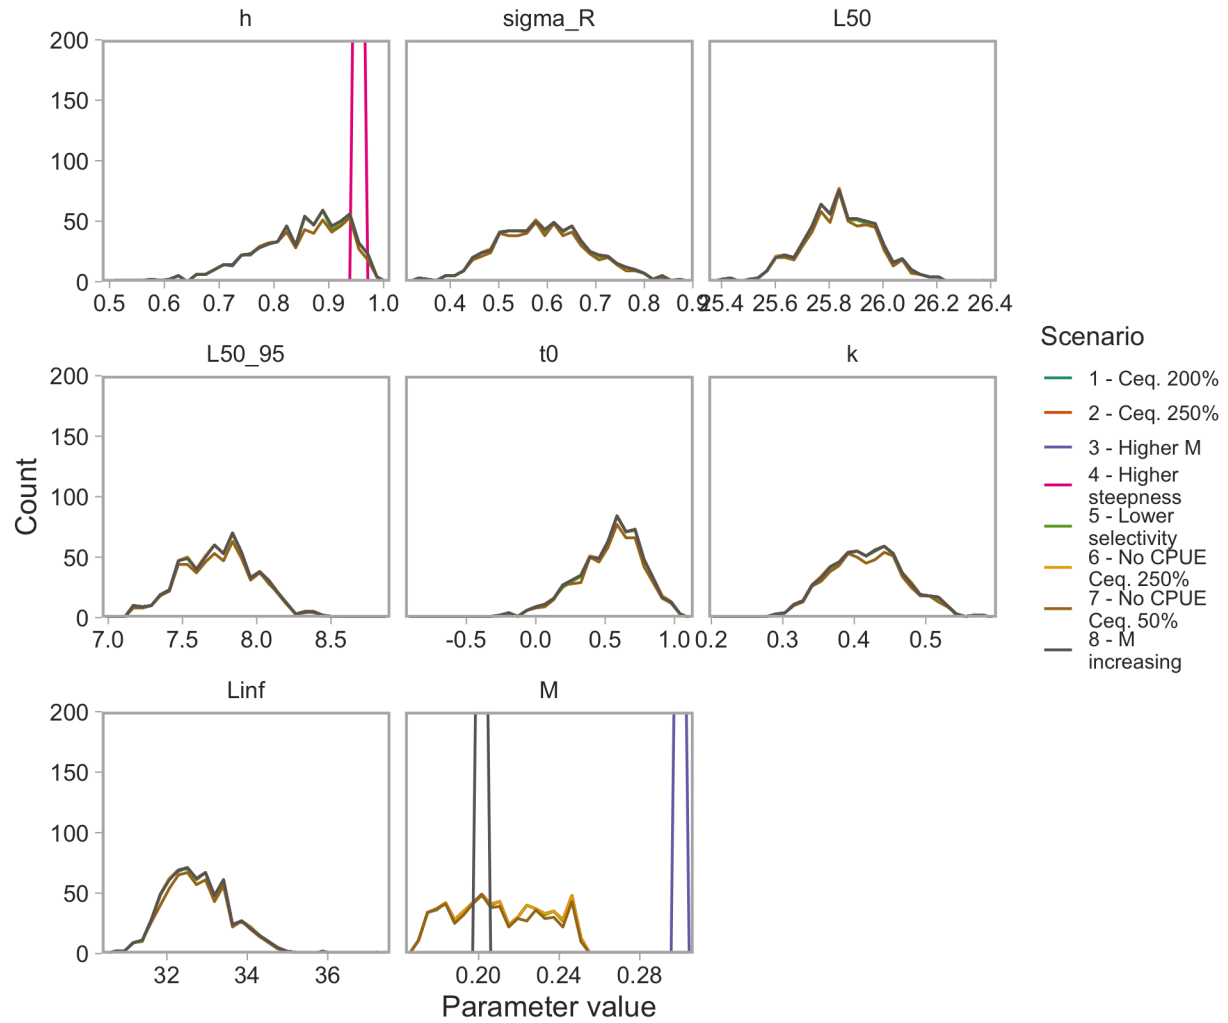 h
sigma_R
L50
200
150
100
50
0
0.5 0.6 0.7 0.8 0.9 1.0
0.4 0.5 0.6 0.7 0.8 0.9
25.4 25.6 25.8 26.0 26.2 26.4
L50_95
t0
k
200
150
100
50
0
7.0 7.5 8.0 8.5
-0.5 0.0 0.5 1.0
0.2 0.3 0.4 0.5
Linf
M
200
150
100
50
0
32 34 36
0.20 0.24 0.28
Count
Parameter value
Scenario
1 - Ceq. 200%
2 - Ceq. 250%
3 - Higher M
4 - Higher
steepness
5 - Lower
selectivity
6 - No CPUE
Ceq. 250%
7 - No CPUE
Ceq. 50%
8 - M
increasing